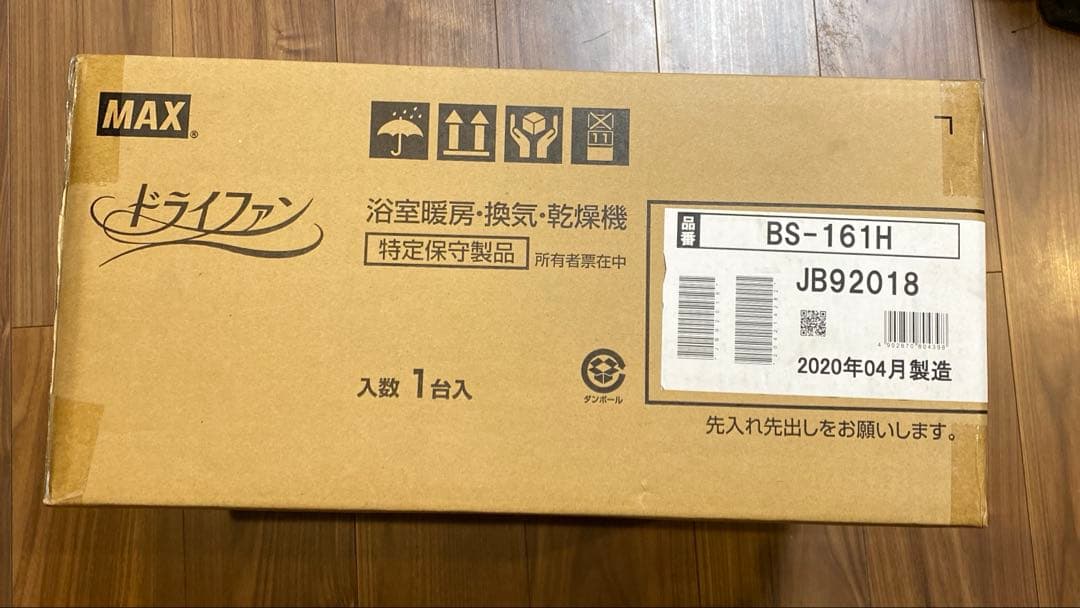 MAX®
11
ドライファン
浴室暖房・換気・乾燥機
特定保守製品 所有者票在中
品番 BS-161H
JB92018
2020年04月製造
入数 1台入
ダンボール
先入れ先出しをお願いします。